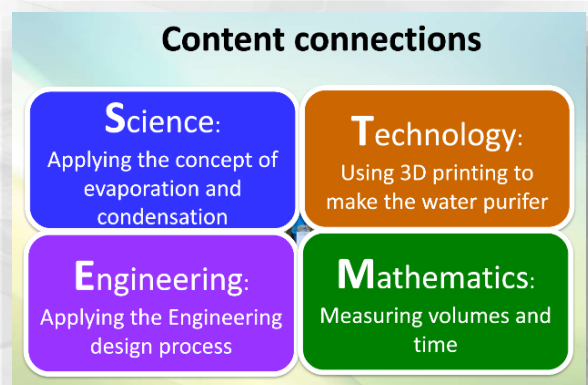 Content connections
Science:
Applying the concept of
evaporation and
condensation
Technology:
Using 3D printing to
make the water purifer
Engineering:
Applying the Engineering
design process
Mathematics:
Measuring volumes and
time